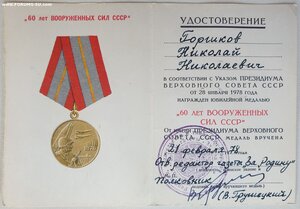 "60 лет ВООРУЖЕННЫХ СИЛ СССР"
УДОСТОВЕРЕНИЕ
Горшков
Николай
Николаевич
В СООТВЕТСТВИИ С УКАЗОМ ПРЕЗИДИУМА
ВЕРХОВНОГО СОВЕТА СССР
ОТ 28 ЯНВАРЯ 1978 ГОДА
НАГРАЖДЕН ЮБИЛЕЙНОЙ МЕДАЛЬЮ
"60 ЛЕТ ВООРУЖЕННЫХ
СИЛ СССР"
ОТ ИМЕНИ ПРЕЗИДИУМА ВЕРХОВНОГО
СОВЕТА СССР МЕДАЛЬ ВРУЧЕНА
21 февраля 78
Отв. редактор газеты За Родину
Полковник
(В. Грушецкий)